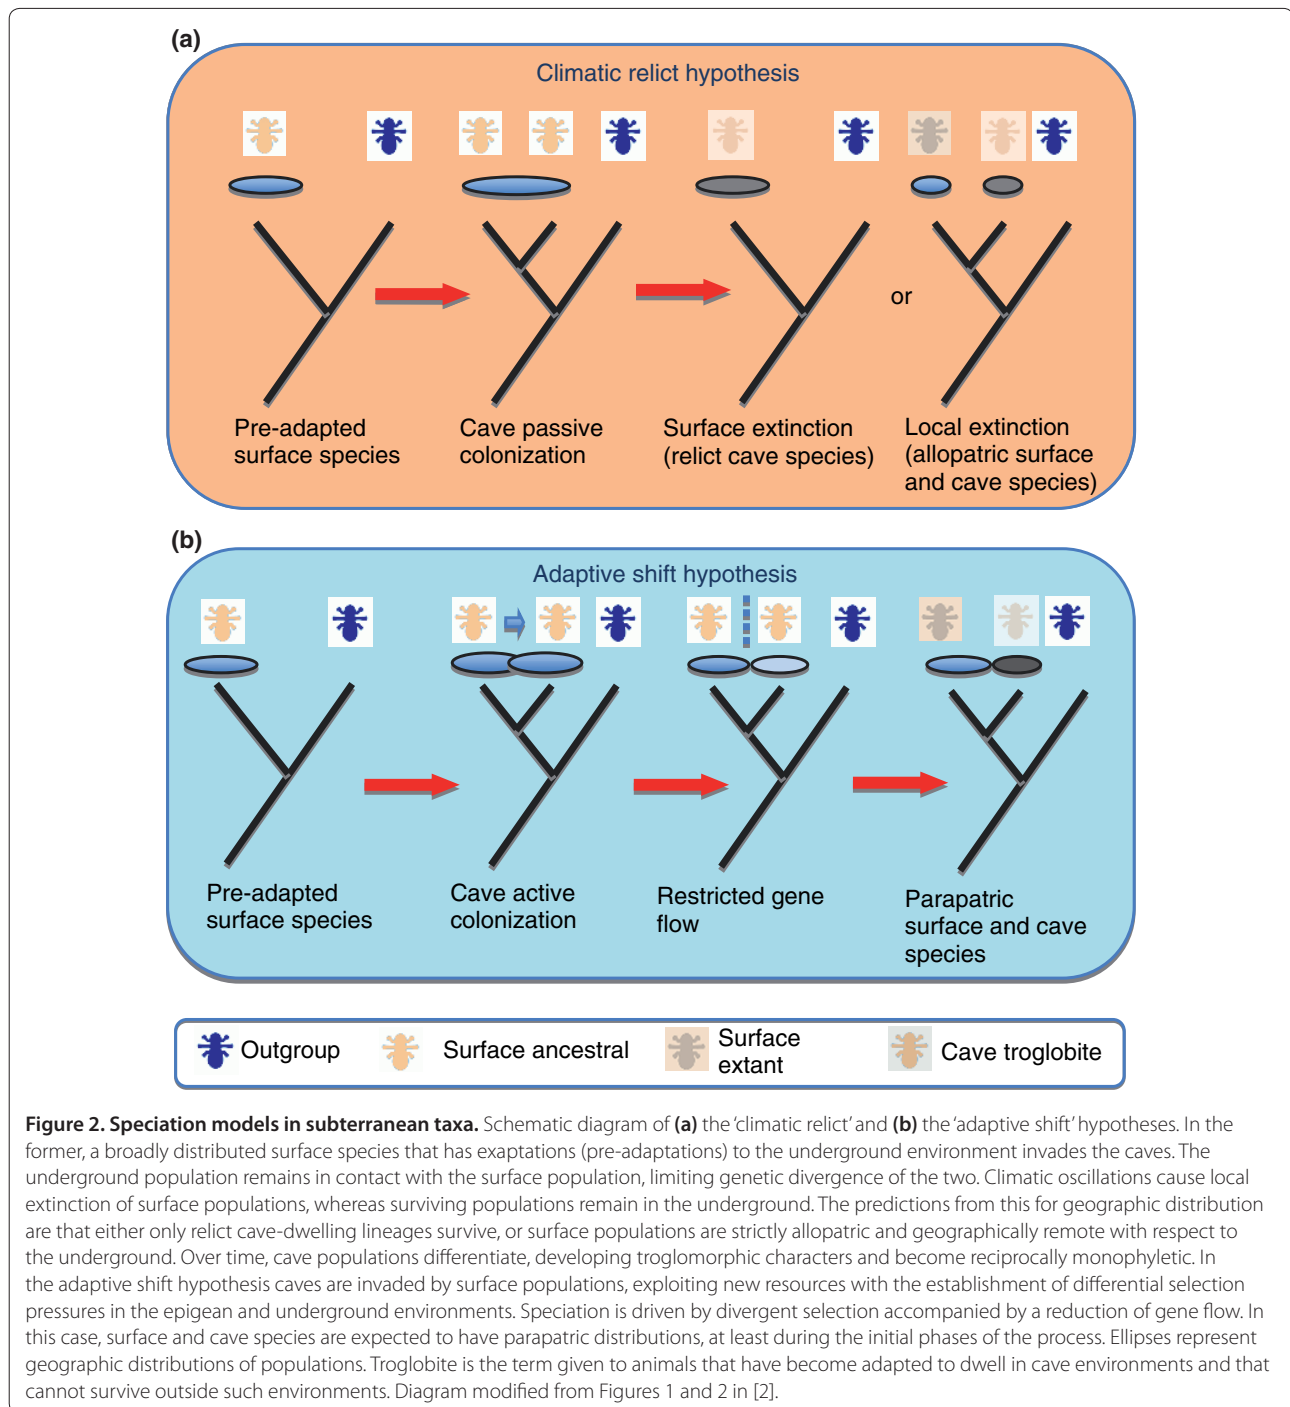 (a)
Climatic relict hypothesis
or
Pre-adapted
surface species
Cave passive
colonization
Surface extinction
(relict cave species)
Local extinction
(allopatric surface
and cave species)
(b)
Adaptive shift hypothesis
Pre-adapted
surface species
Cave active
colonization
Restricted gene
flow
Parapatric
surface and cave
species
Outgroup
Surface ancestral
Surface
extant
Cave troglobite
Figure 2. Speciation models in subterranean taxa. Schematic diagram of (a) the ‘climatic relict’ and (b) the ‘adaptive shift’ hypotheses. In the
former, a broadly distributed surface species that has exaptations (pre-adaptations) to the underground environment invades the caves. The
underground population remains in contact with the surface population, limiting genetic divergence of the two. Climatic oscillations cause local
extinction of surface populations, whereas surviving populations remain in the underground. The predictions from this for geographic distribution
are that either only relict cave-dwelling lineages survive, or surface populations are strictly allopatric and geographically remote with respect to
the underground. Over time, cave populations differentiate, developing troglomorphic characters and become reciprocally monophyletic. In
the adaptive shift hypothesis caves are invaded by surface populations, exploiting new resources with the establishment of differential selection
pressures in the epigean and underground environments. Speciation is driven by divergent selection accompanied by a reduction of gene flow. In
this case, surface and cave species are expected to have parapatric distributions, at least during the initial phases of the process. Ellipses represent
geographic distributions of populations. Troglobite is the term given to animals that have become adapted to dwell in cave environments and that
cannot survive outside such environments. Diagram modified from Figures 1 and 2 in [2].